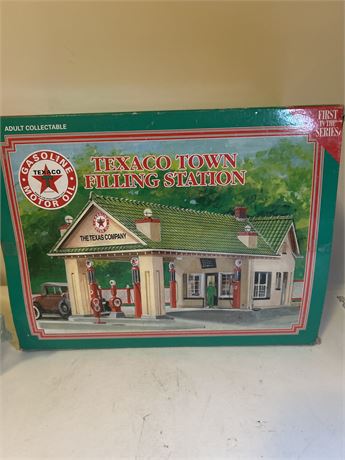 ADULT COLLECTABLE
FIRST
IN THE
SERIES
GASOLINE
TEXACO
MOTOR OIL
TEXACO TOWN
FILLING STATION
THE TEXAS COMPANY